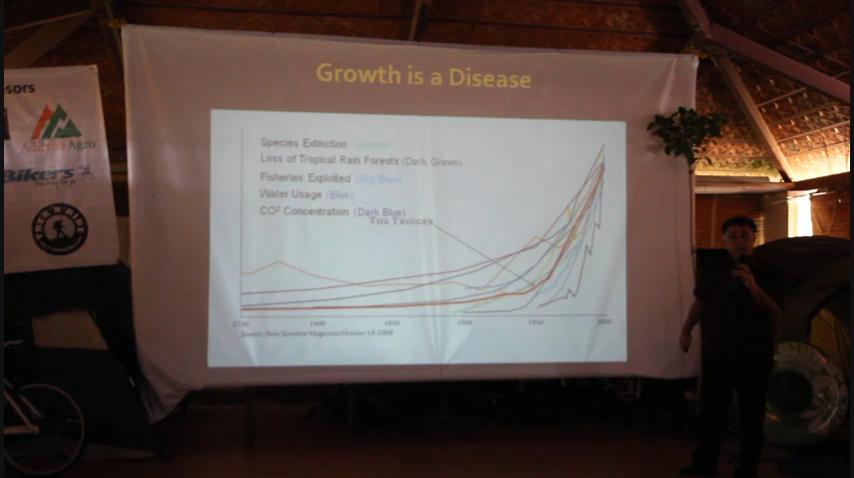 sors
Growth is a Disease
Aditya Agro
Bikers
Species Extinction (Green)
Loss of Tropical Rain Forests (Dark Green)
Fisheries Exploited (Sky Blue)
Water Usage (Blue)
CO² Concentration (Dark Blue)
THE TRIGGER
1750 1800 1850 1900 1950 2000
Source: New Scientist Magazine October 18 2008